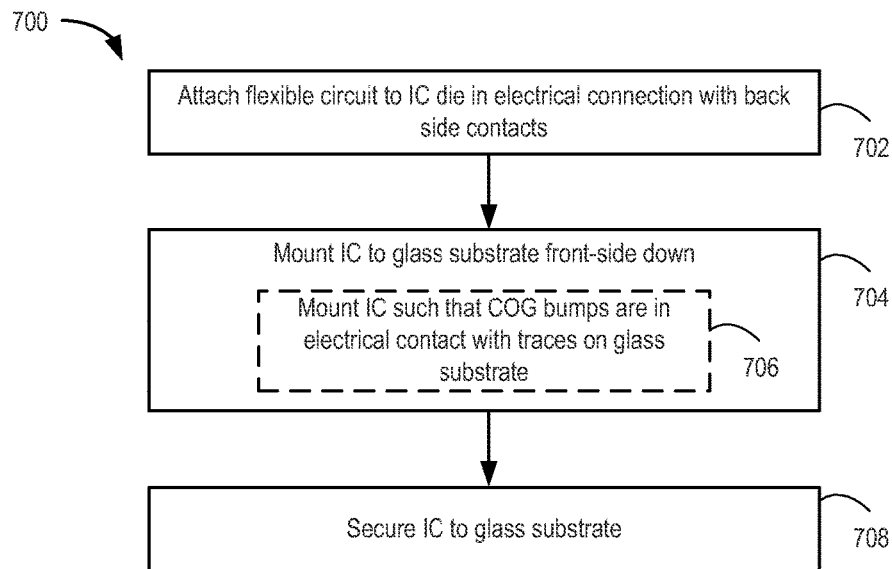 700
Attach flexible circuit to IC die in electrical connection with back
side contacts
702
Mount IC to glass substrate front-side down
704
Mount IC such that COG bumps are in
electrical contact with traces on glass
substrate
706
Secure IC to glass substrate
708